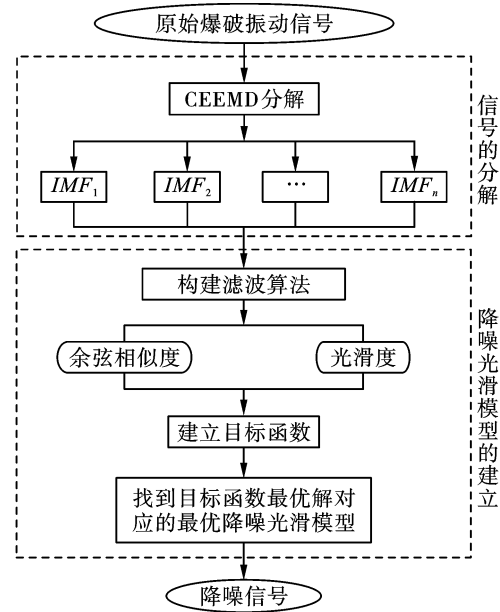 原始爆破振动信号
CEEMD分解
IMF1
IMF2
…
IMFn
信号的分解
构建滤波算法
余弦相似度
光滑度
建立目标函数
找到目标函数最优解对
应的最优降噪光滑模型
降噪光滑模型的建立
降噪信号